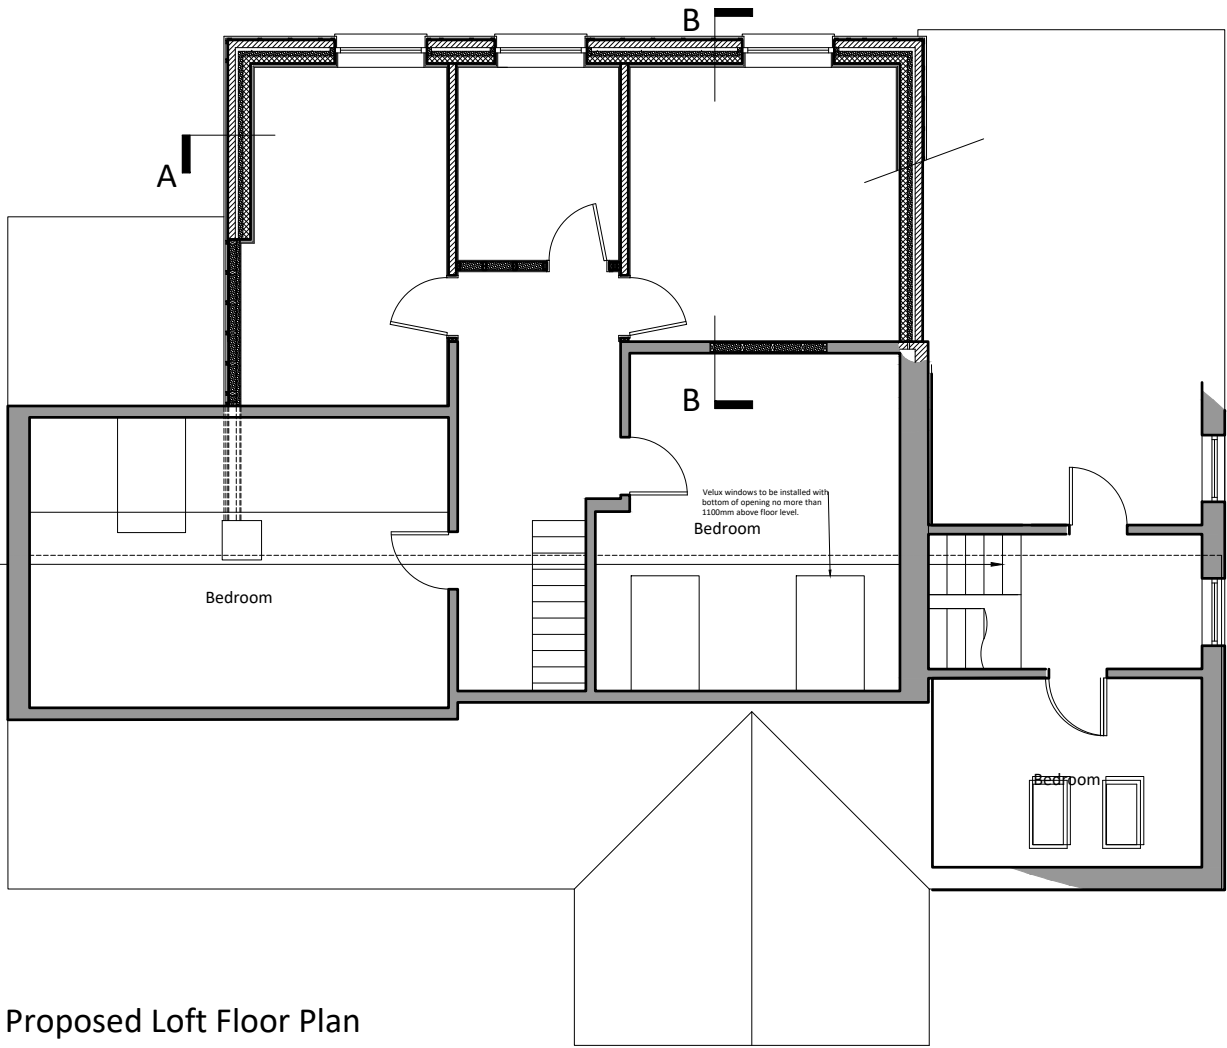 B
A
B
Velux windows to be installed with
bottom of opening no more than
1100mm above floor level.
Bedroom
Bedroom
Bedroom
Proposed Loft Floor Plan